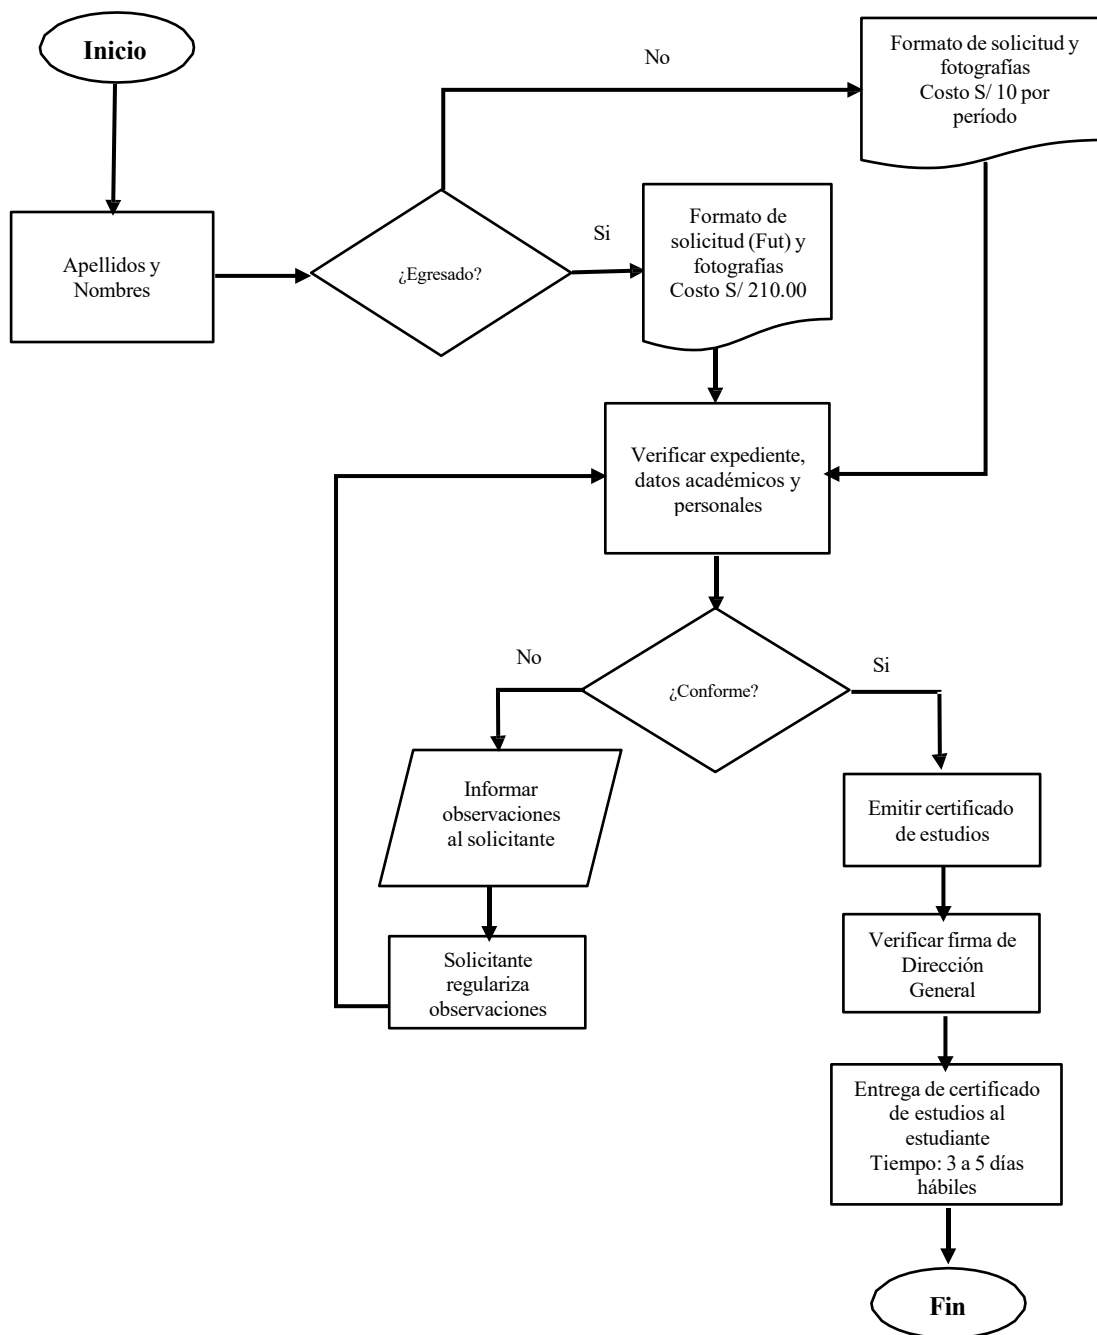 Inicio
Apellidos y
Nombres
¿Egresado?
No
Formato de solicitud y
fotografías
Costo S/ 10 por
período
Si
Formato de
solicitud (Fut) y
fotografías
Costo S/ 210.00
Verificar expediente,
datos académicos y
personales
¿Conforme?
No
Informar
observaciones
al solicitante
Solicitante
regulariza
observaciones
Si
Emitir certificado
de estudios
Verificar firma de
Dirección
General
Entrega de certificado
de estudios al
estudiante
Tiempo: 3 a 5 días
hábiles
Fin